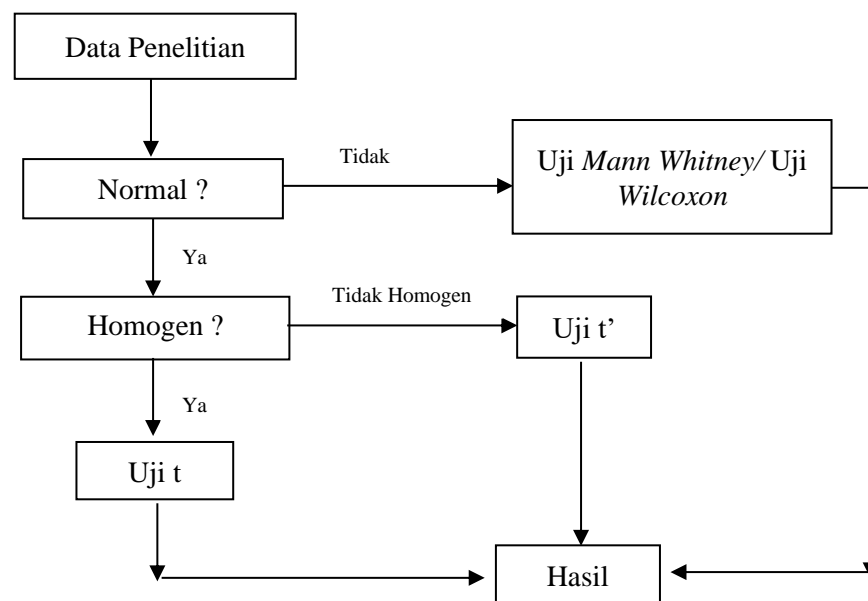 Data Penelitian
Tidak
Normal ?
Uji Mann Whitney/ Uji
Wilcoxon
Ya
Tidak Homogen
Homogen ?
Uji t’
Ya
Uji t
Hasil